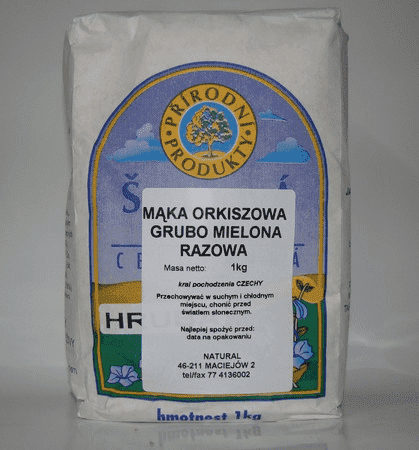 PŘÍRODNÍ
PRODUKTY
MĄKA ORKISZOWA
GRUBO MIELONA
RAZOWA
Masa netto: 1kg
kraj pochodzenia CZECHY
Przechowywać w suchym i chłodnym
miejscu, chonić przed
światłem słonecznym.
Najlepiej spożyć przed:
data na opakowaniu
NATURAL
46-211 MACIEJÓW 2
tel/fax 77 4136002
hmotnost 1kg